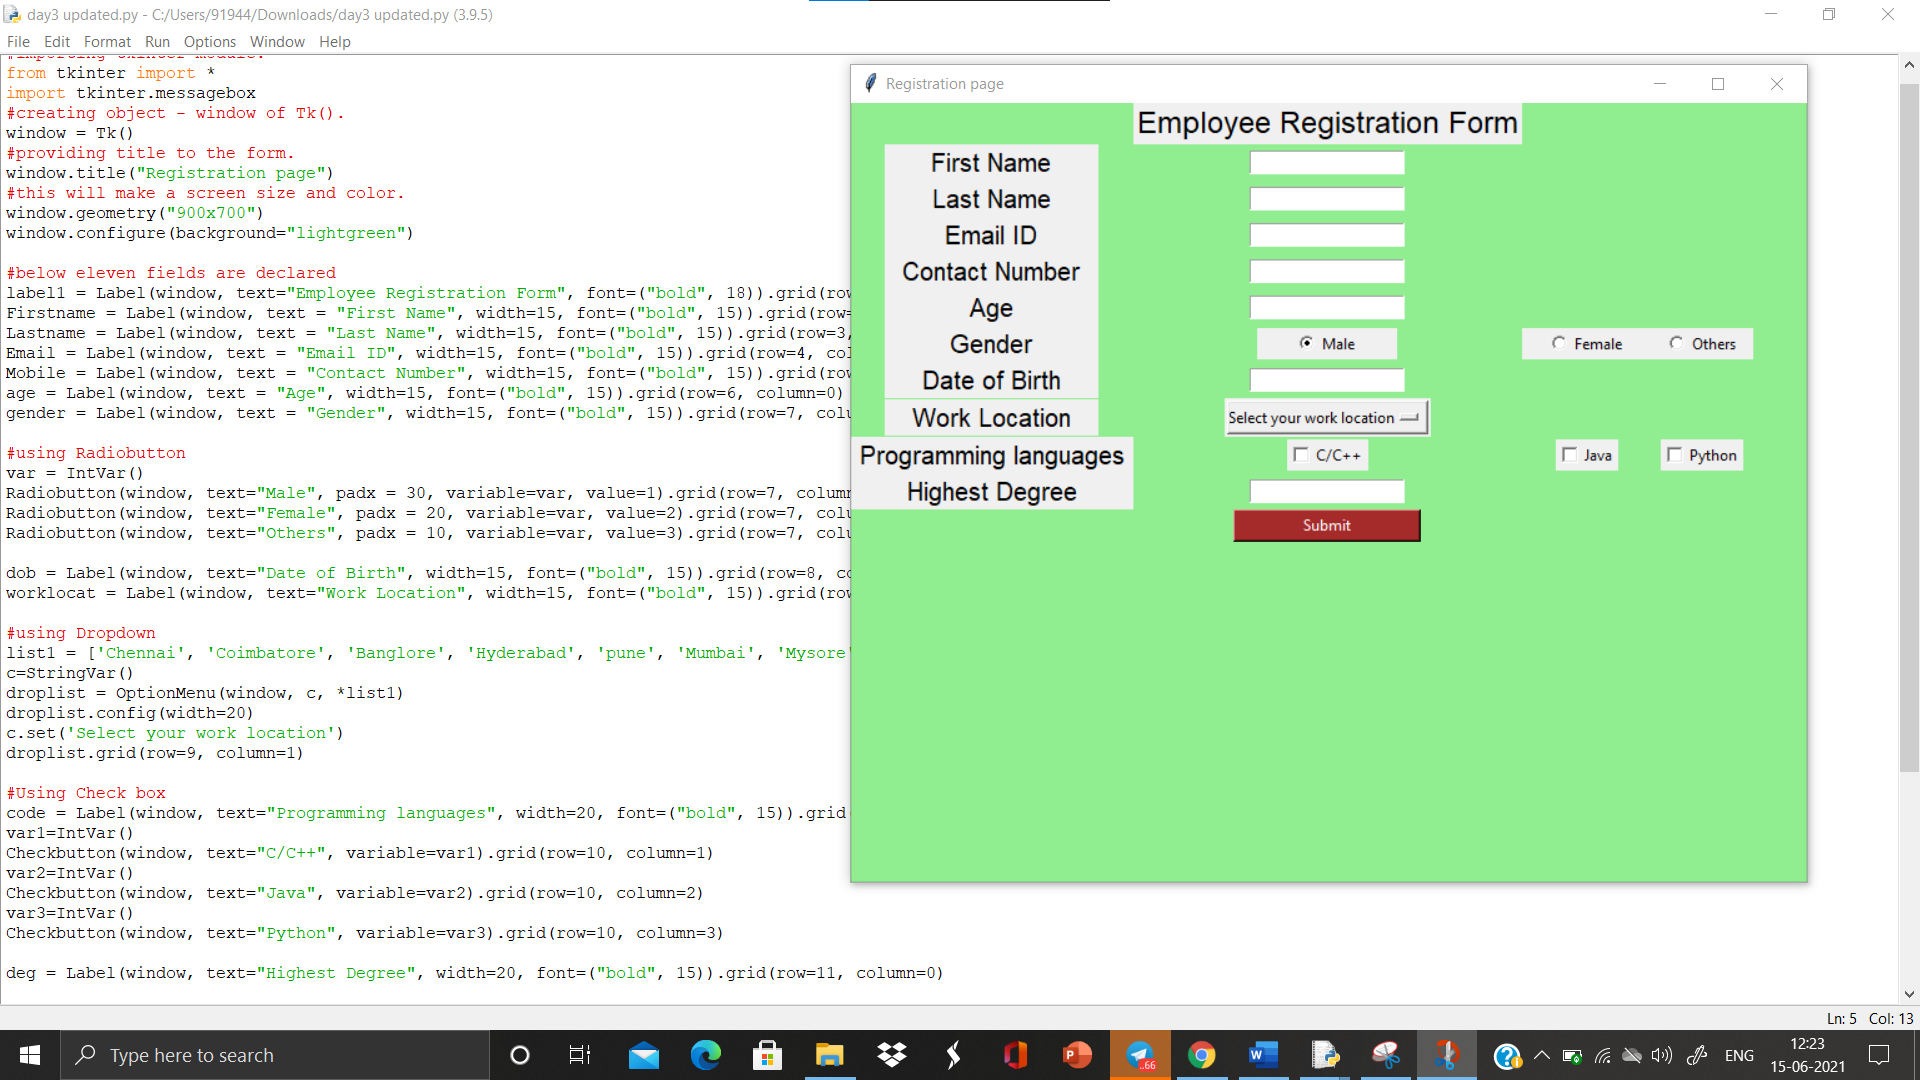 day3 updated.py - C:/Users/91944/Downloads/day3 updated.py (3.9.5)
File Edit Format Run Options Window Help
from tkinter import *
import tkinter.messagebox
#creating object - window of Tk().
window = Tk()
#providing title to the form.
window.title("Registration page")
#this will make a screen size and color.
window.geometry("900x700")
window.configure(background="lightgreen")
#below eleven fields are declared
label1 = Label(window, text="Employee Registration Form", font=("bold", 18)).grid(row
Firstname = Label(window, text = "First Name", width=15, font=("bold", 15)).grid(row=
Lastname = Label(window, text = "Last Name", width=15, font=("bold", 15)).grid(row=3,
Email = Label(window, text = "Email ID", width=15, font=("bold", 15)).grid(row=4, col
Mobile = Label(window, text = "Contact Number", width=15, font=("bold", 15)).grid(row
age = Label(window, text = "Age", width=15, font=("bold", 15)).grid(row=6, column=0)
gender = Label(window, text = "Gender", width=15, font=("bold", 15)).grid(row=7, colu
#using Radiobutton
var = IntVar()
Radiobutton(window, text="Male", padx = 30, variable=var, value=1).grid(row=7, column
Radiobutton(window, text="Female", padx = 20, variable=var, value=2).grid(row=7, colu
Radiobutton(window, text="Others", padx = 10, variable=var, value=3).grid(row=7, colu
dob = Label(window, text="Date of Birth", width=15, font=("bold", 15)).grid(row=8, co
worklocat = Label(window, text="Work Location", width=15, font=("bold", 15)).grid(row
#using Dropdown
list1 = ['Chennai', 'Coimbatore', 'Banglore', 'Hyderabad', 'pune', 'Mumbai', 'Mysore'
c=StringVar()
droplist = OptionMenu(window, c, *list1)
droplist.config(width=20)
c.set('Select your work location')
droplist.grid(row=9, column=1)
#Using Check box
code = Label(window, text="Programming languages", width=20, font=("bold", 15)).grid(
var1=IntVar()
Checkbutton(window, text="C/C++", variable=var1).grid(row=10, column=1)
var2=IntVar()
Checkbutton(window, text="Java", variable=var2).grid(row=10, column=2)
var3=IntVar()
Checkbutton(window, text="Python", variable=var3).grid(row=10, column=3)
deg = Label(window, text="Highest Degree", width=20, font=("bold", 15)).grid(row=11, column=0)
Registration page
Employee Registration Form
First Name
Last Name
Email ID
Contact Number
Age
Gender Male Female Others
Date of Birth
Work Location Select your work location
Programming languages C/C++ Java Python
Highest Degree
Submit
Ln: 5 Col: 13
Type here to search
..66
ENG
12:23
15-06-2021